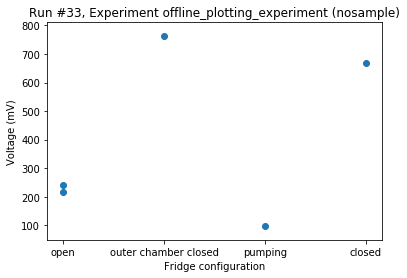 Run #33, Experiment offline_plotting_experiment (nosample)
800
700
600
500
400
300
200
100
Voltage (mV)
open outer chamber closed pumping closed
Fridge configuration